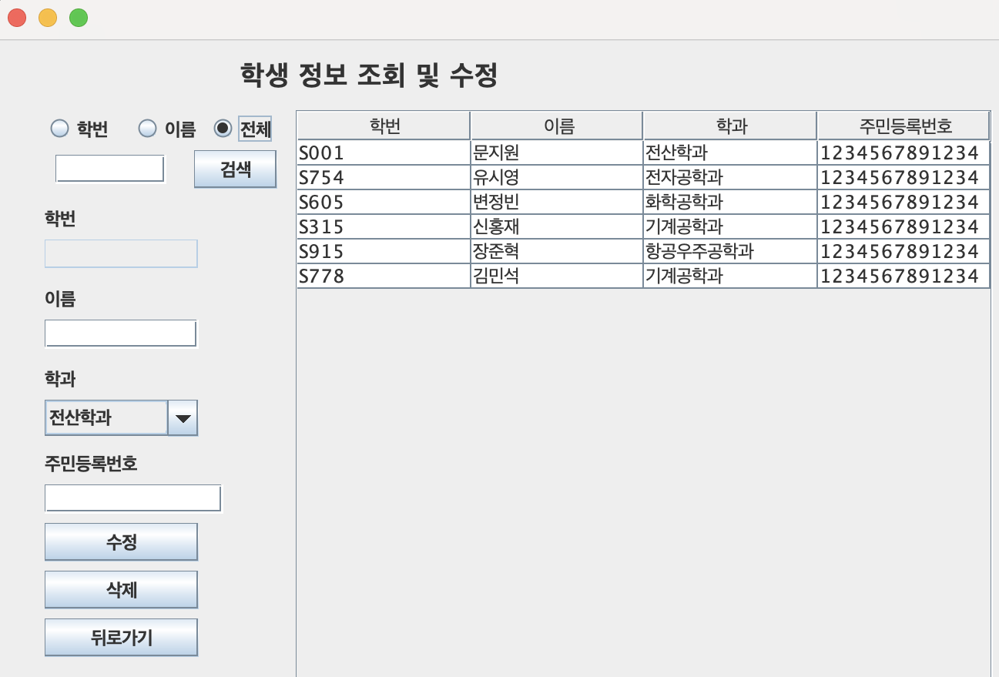 학생 정보 조회 및 수정
학번 이름 전체
검색
학번
이름
학과
전산학과
주민등록번호
수정
삭제
뒤로가기
학번 이름 학과 주민등록번호
S001 문지원 전산학과 1234567891234
S754 유시영 전자공학과 1234567891234
S605 변정빈 화학공학과 1234567891234
S315 신홍재 기계공학과 1234567891234
S915 장준혁 항공우주공학과 1234567891234
S778 김민석 기계공학과 1234567891234